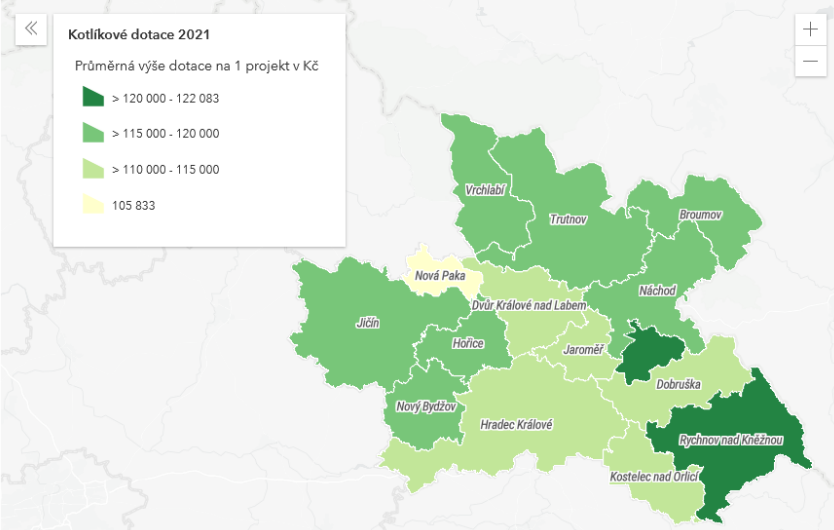 Kotlíkové dotace 2021
Průměrná výše dotace na 1 projekt v Kč
> 120 000 - 122 083
> 115 000 - 120 000
> 110 000 - 115 000
105 833
Vrchlabí
Trutnov
Broumov
Nová Paka
Náchod
Dvůr Králové nad Labem
Jičín
Hořice
Jaroměř
Dobruška
Nový Bydžov
Hradec Králové
Rychnov nad Kněžnou
Kostelec nad Orlicí